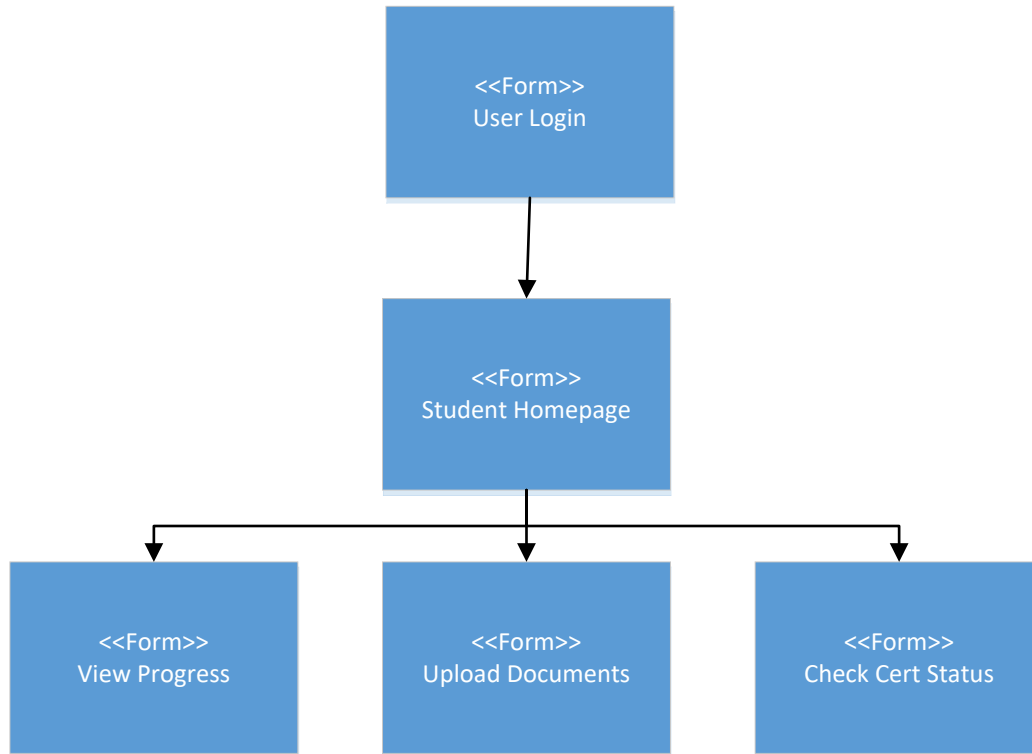 <<Form>>
User Login
<<Form>>
Student Homepage
<<Form>>
View Progress
<<Form>>
Upload Documents
<<Form>>
Check Cert Status